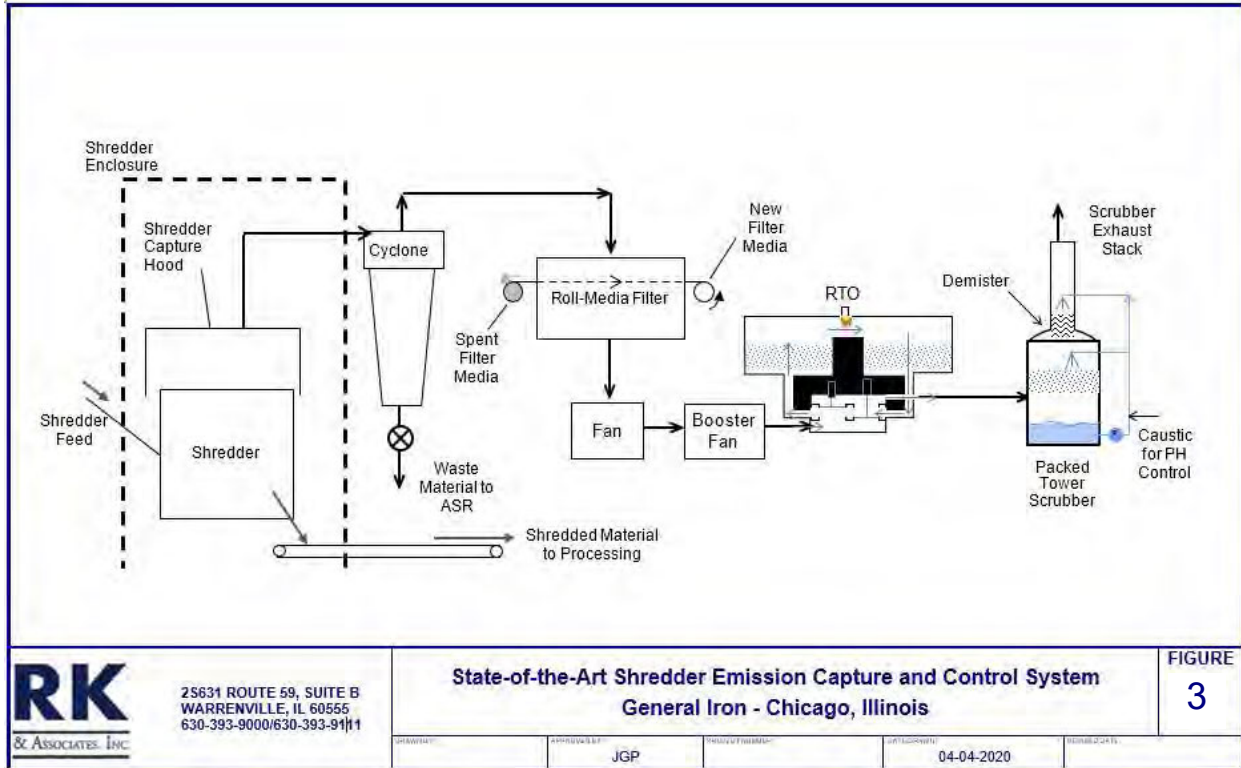 Shredder
Enclosure
Shredder
Capture
Hood
Cyclone
New
Filter
Media
Scrubber
Exhaust
Stack
Demister
RTO
Roll-Media Filter
Spent
Filter
Media
Shredder
Feed
Shredder
Fan
Booster
Fan
Waste
Material to
ASR
Caustic
for PH
Control
Packed
Tower
Scrubber
Shredded Material
to Processing
RK
& ASSOCIATES, INC
2S631 ROUTE 59, SUITE B
WARRENVILLE, IL 60555
630-393-9000/630-393-9111
State-of-the-Art Shredder Emission Capture and Control System
General Iron - Chicago, Illinois
FIGURE
3
APPROVED BY:
JGP
04-04-2020